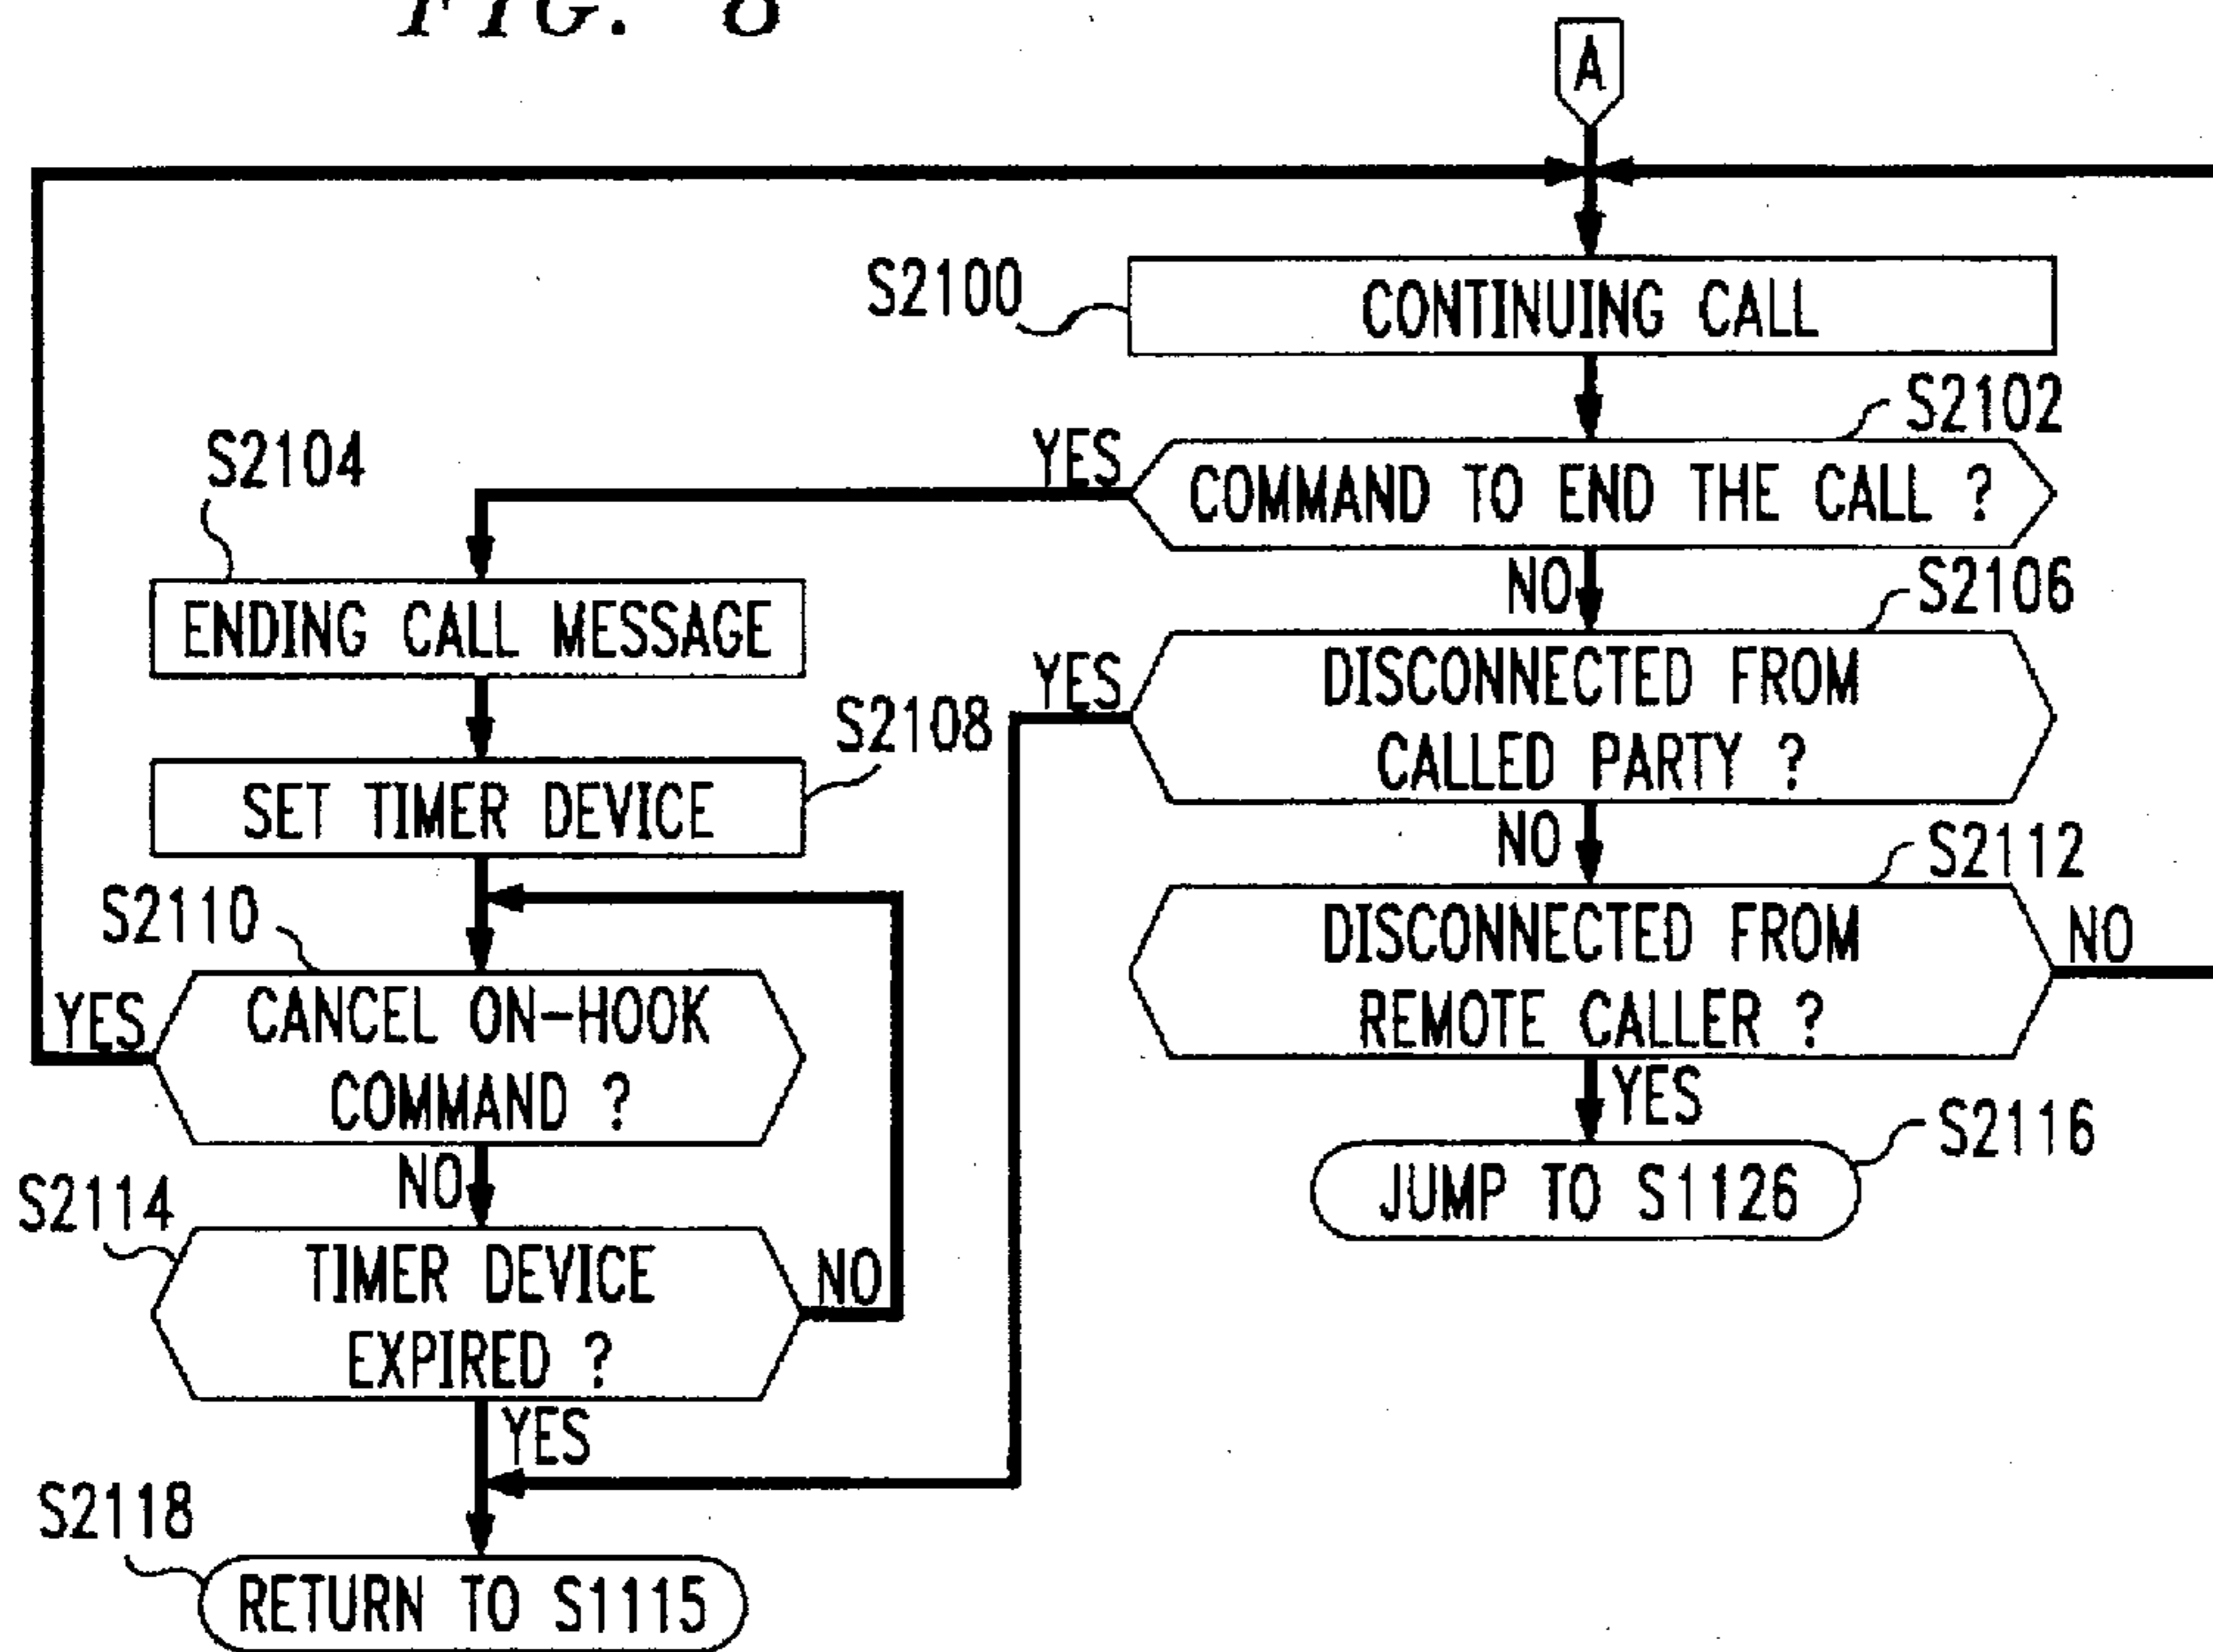 FIG. 8
A
S2100
CONTINUING CALL
S2102
YES
COMMAND TO END THE CALL ?
S2104
NO
S2106
ENDING CALL MESSAGE
YES
DISCONNECTED FROM
CALLED PARTY ?
S2108
SET TIMER DEVICE
NO
S2112
S2110
DISCONNECTED FROM
REMOTE CALLER ?
NO
YES
CANCEL ON-HOOK
COMMAND ?
YES
S2116
NO
JUMP TO S1126
S2114
TIMER DEVICE
EXPIRED ?
NO
YES
S2118
RETURN TO S1115